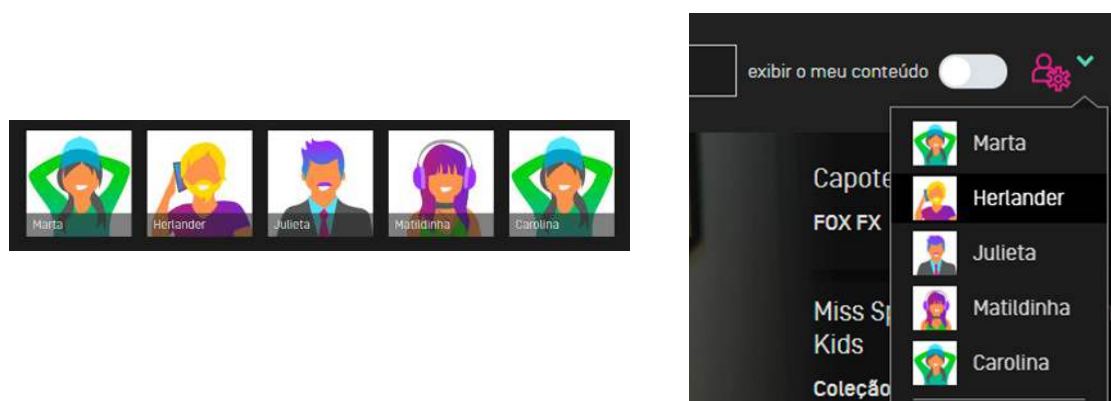 Marta
Herlander
Julieta
Matildinha
Carolina
exibir o meu conteúdo
Marta
Herlander
Julieta
Matildinha
Carolina
Capote
FOX FX
Miss Sp
Kids
Coleção